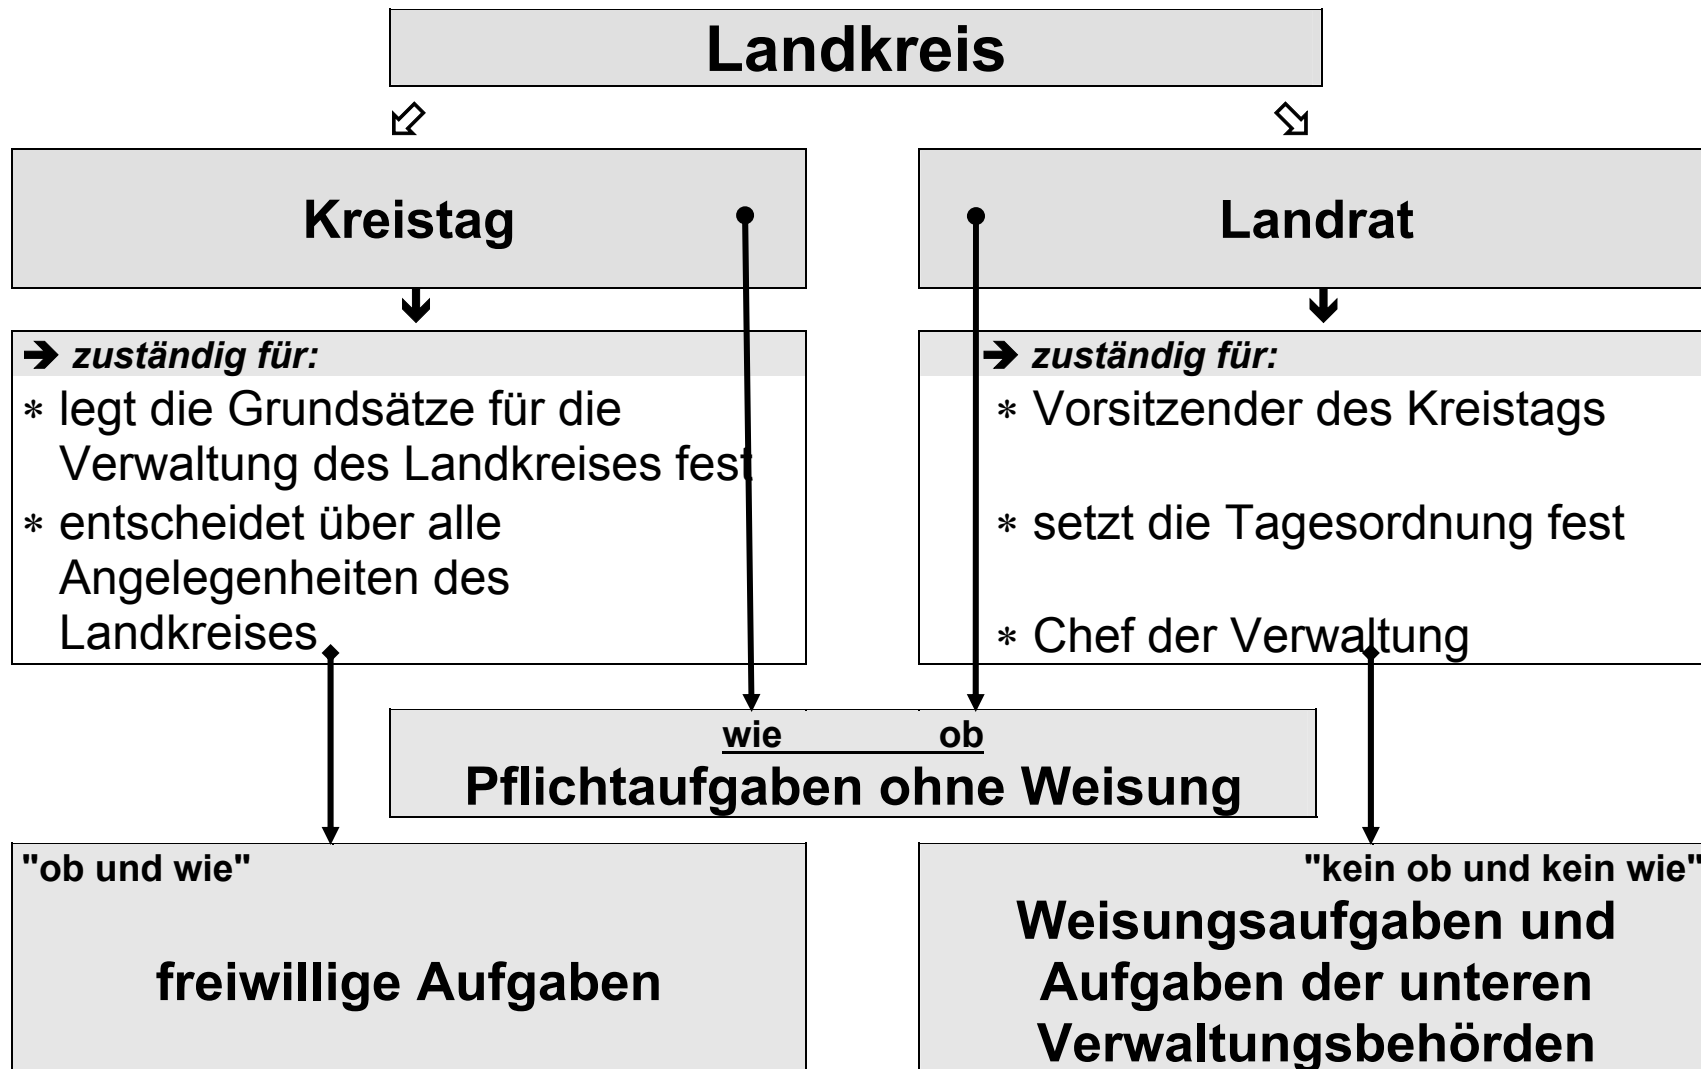 Landkreis
Kreistag
Landrat
zuständig für:
∗ legt die Grundsätze für die
Verwaltung des Landkreises fest
∗ entscheidet über alle
Angelegenheiten des
Landkreises
zuständig für:
∗ Vorsitzender des Kreistags
∗ setzt die Tagesordnung fest
∗ Chef der Verwaltung
wie ob
Pflichtaufgaben ohne Weisung
"ob und wie"
freiwillige Aufgaben
"kein ob und kein wie"
Weisungsaufgaben und
Aufgaben der unteren
Verwaltungsbehörden